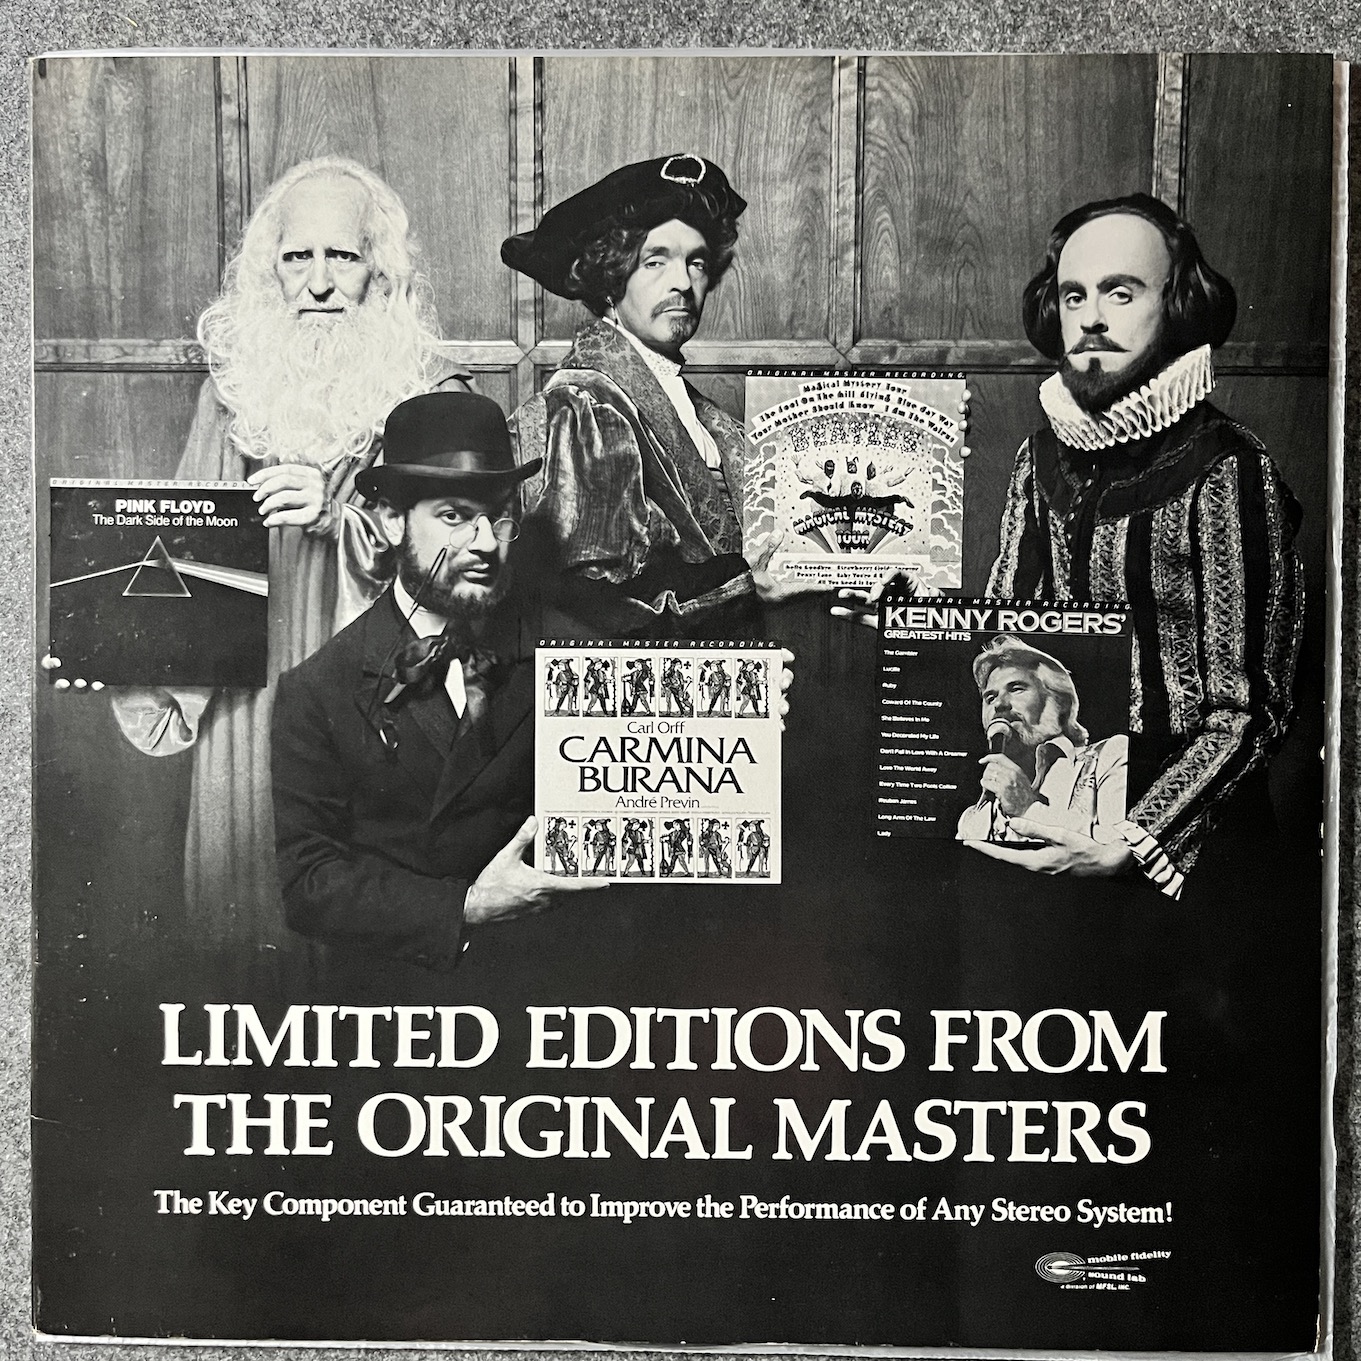 ORIGINAL MASTER RECORDING
Magical Mystery Tour
The Fool On The Hill Flying Blue Jay Way
Your Mother Should Know I Am The Walrus
BEATLES
MAGICAL MYSTERY
TOUR
Hello Goodbye Strawberry Fields Forever
Penny Lane Baby You're A
All You Need Is
ORIGINAL MASTER RECORDI
PINK FLOYD
The Dark Side of the Moon
ORIGINAL MASTER RECORDING
KENNY ROGERS'
GREATEST HITS
The Gambler
Lucille
Ruby
Coward Of The County
She Believes In Me
You Decorated My Life
Don't Fall In Love With A Dreamer
Love The World Away
Every Time Two Fools Collide
Reuben James
Long Arm Of The Law
Lady
ORIGINAL MASTER RECORDING
Carl Orff
CARMINA
BURANA
André Previn
LIMITED EDITIONS FROM
THE ORIGINAL MASTERS
The Key Component Guaranteed to Improve the Performance of Any Stereo System!
mobile fidelity
sound lab
a division of MFSL, INC.